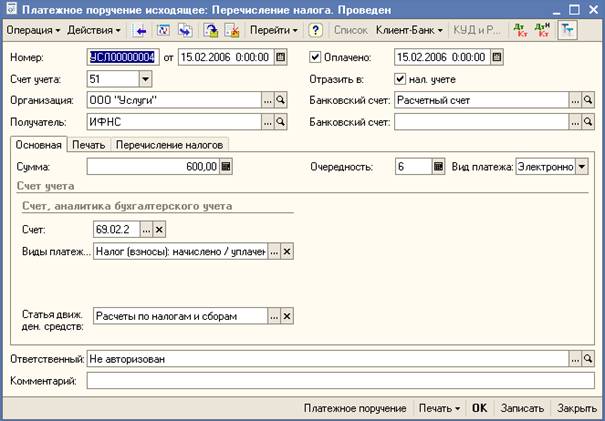 Платежное поручение исходящее: Перечисление налога. Проведен
Операция Действия Перейти Список Клиент-Банк КУД и Р... Дт Кт Дт Н Кт Тт
Номер: УСЛ00000004 от 15.02.2006 0:00:00 Оплачено: 15.02.2006 0:00:00
Счет учета: 51 Отразить в: нал. учете
Организация: ООО "Услуги" ... Банковский счет: Расчетный счет ...
Получатель: ИФНС ... Банковский счет: ...
Основная Печать Перечисление налогов
Сумма: 600,00 Очередность: 6 Вид платежа: Электронно
Счет учета
Счет, аналитика бухгалтерского учета
Счет: 69.02.2 ... ×
Виды платеж... Налог (взносы): начислено / уплачен ... ×
Статья движ. ден. средств: Расчеты по налогам и сборам ... ×
Ответственный: Не авторизован ...
Комментарий:
Платежное поручение Печать OK Записать Закрыть